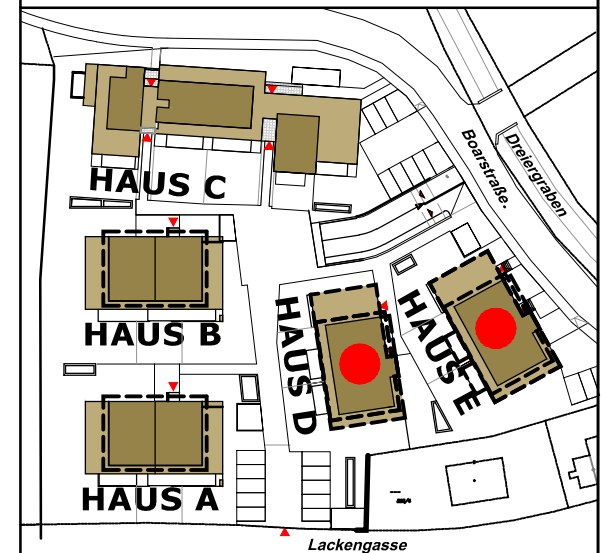 Boarstraße.
Dreiergraben
HAUS C
HAUS B
HAUS D
HAUS E
HAUS A
Lackengasse